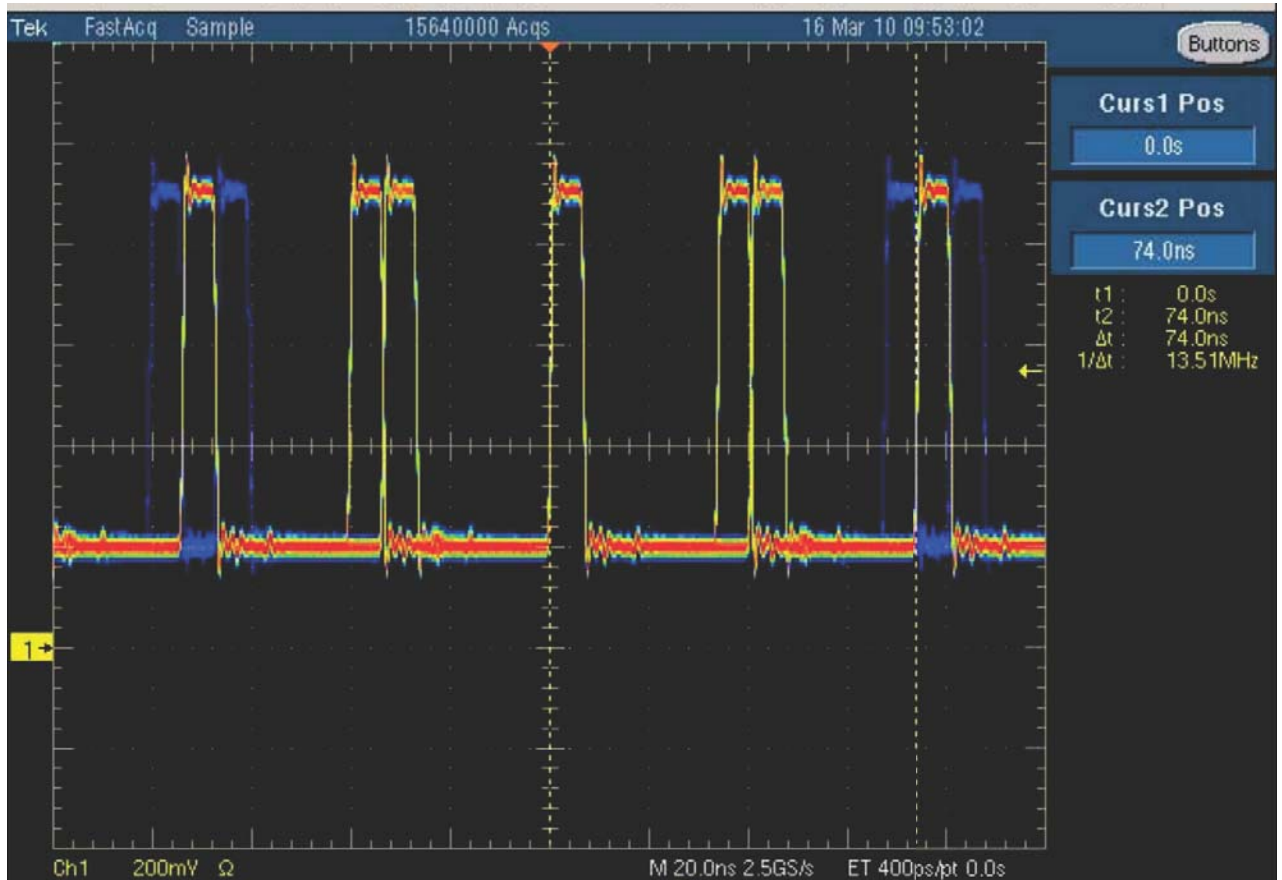 Tek FastAcq Sample 15640000 Acqs 16 Mar 10 09:53:02
Buttons
Curs1 Pos
0.0s
Curs2 Pos
74.0ns
t1 : 0.0s
t2 : 74.0ns
Δt : 74.0ns
1/Δt : 13.51MHz
1
Ch1 200mV Ω M 20.0ns 2.5GS/s ET 400ps/pt 0.0s